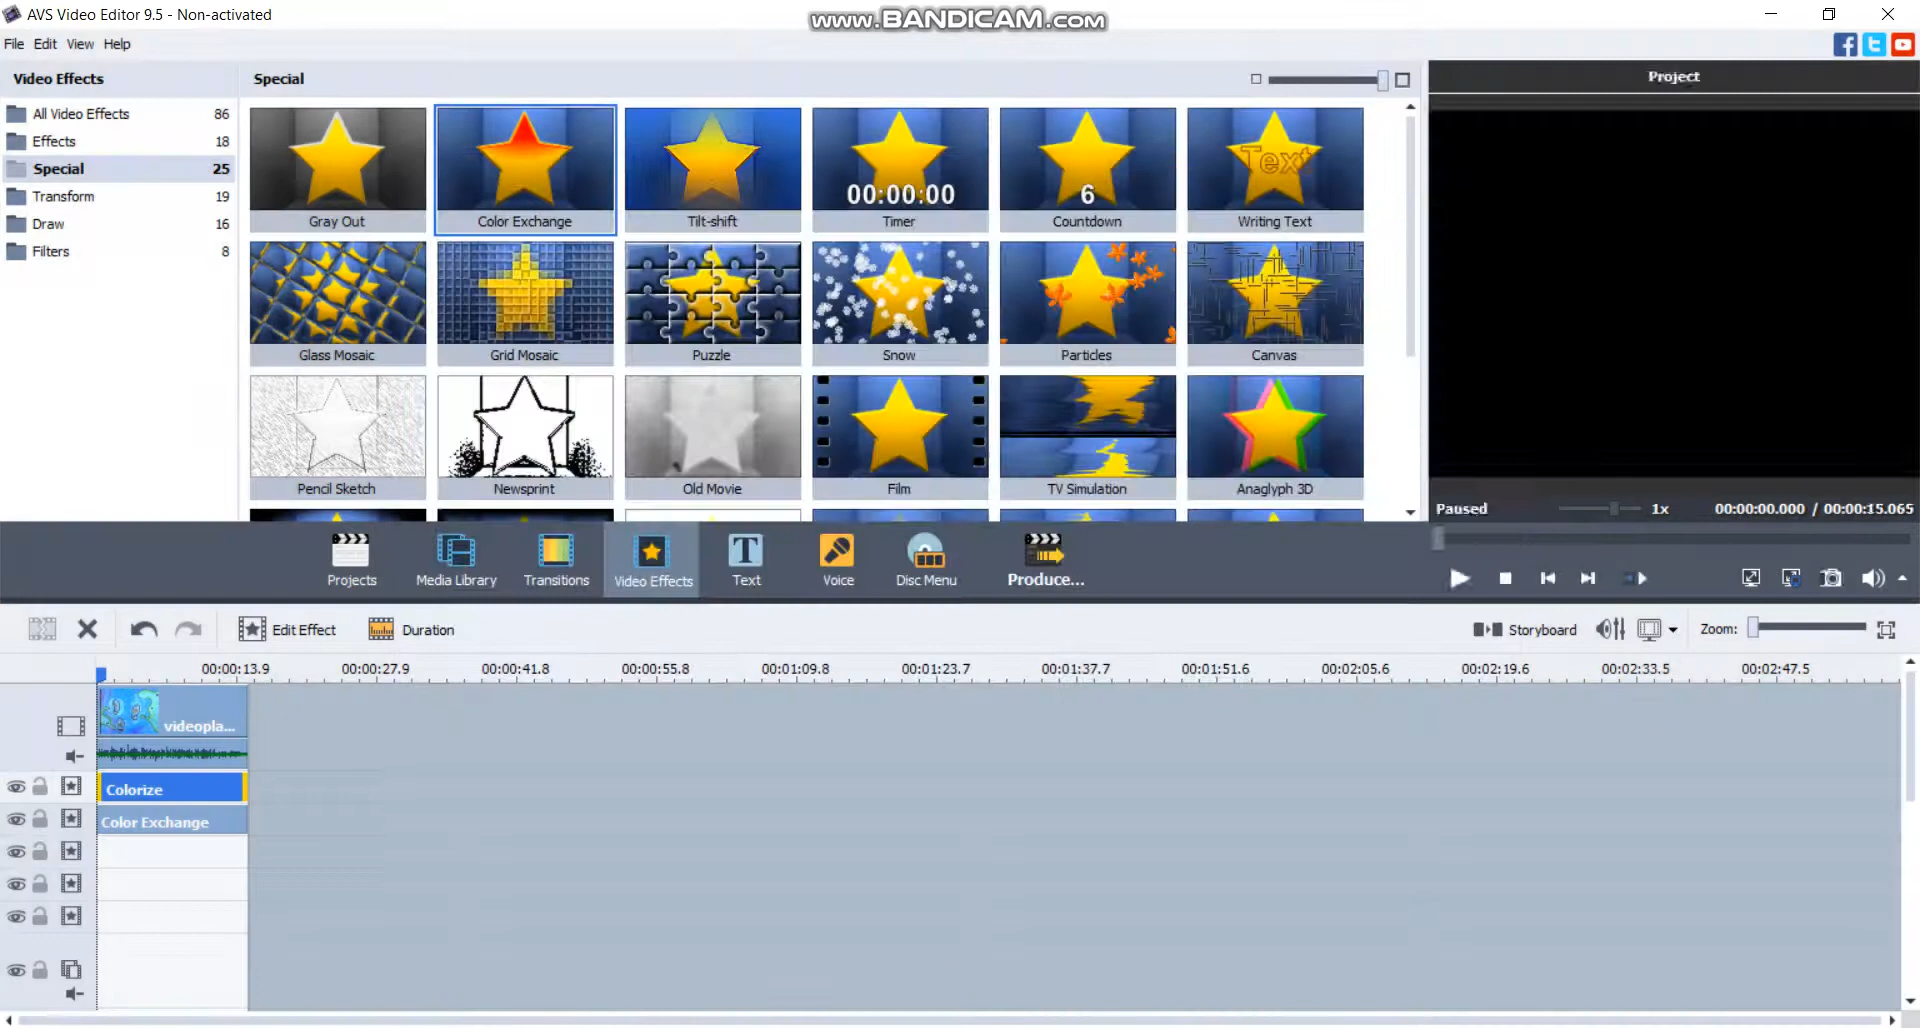 AVS Video Editor 9.5 - Non-activated
www.BANDICAM.com
File Edit View Help
Video Effects
Special
Project
All Video Effects 86
Effects 18
Special 25
Transform 19
Draw 16
Filters 8
Gray Out
Color Exchange
Tilt-shift
00:00:00
Timer
6
Countdown
Text
Writing Text
Glass Mosaic
Grid Mosaic
Puzzle
Snow
Particles
Canvas
Pencil Sketch
Newsprint
Old Movie
Film
TV Simulation
Anaglyph 3D
Paused 1x 00:00:00.000 / 00:00:15.065
Projects
Media Library
Transitions
Video Effects
Text
Voice
Disc Menu
Produce...
Edit Effect
Duration
Storyboard
Zoom:
00:00:13.9 00:00:27.9 00:00:41.8 00:00:55.8 00:01:09.8 00:01:23.7 00:01:37.7 00:01:51.6 00:02:05.6 00:02:19.6 00:02:33.5 00:02:47.5
videopla...
Colorize
Color Exchange